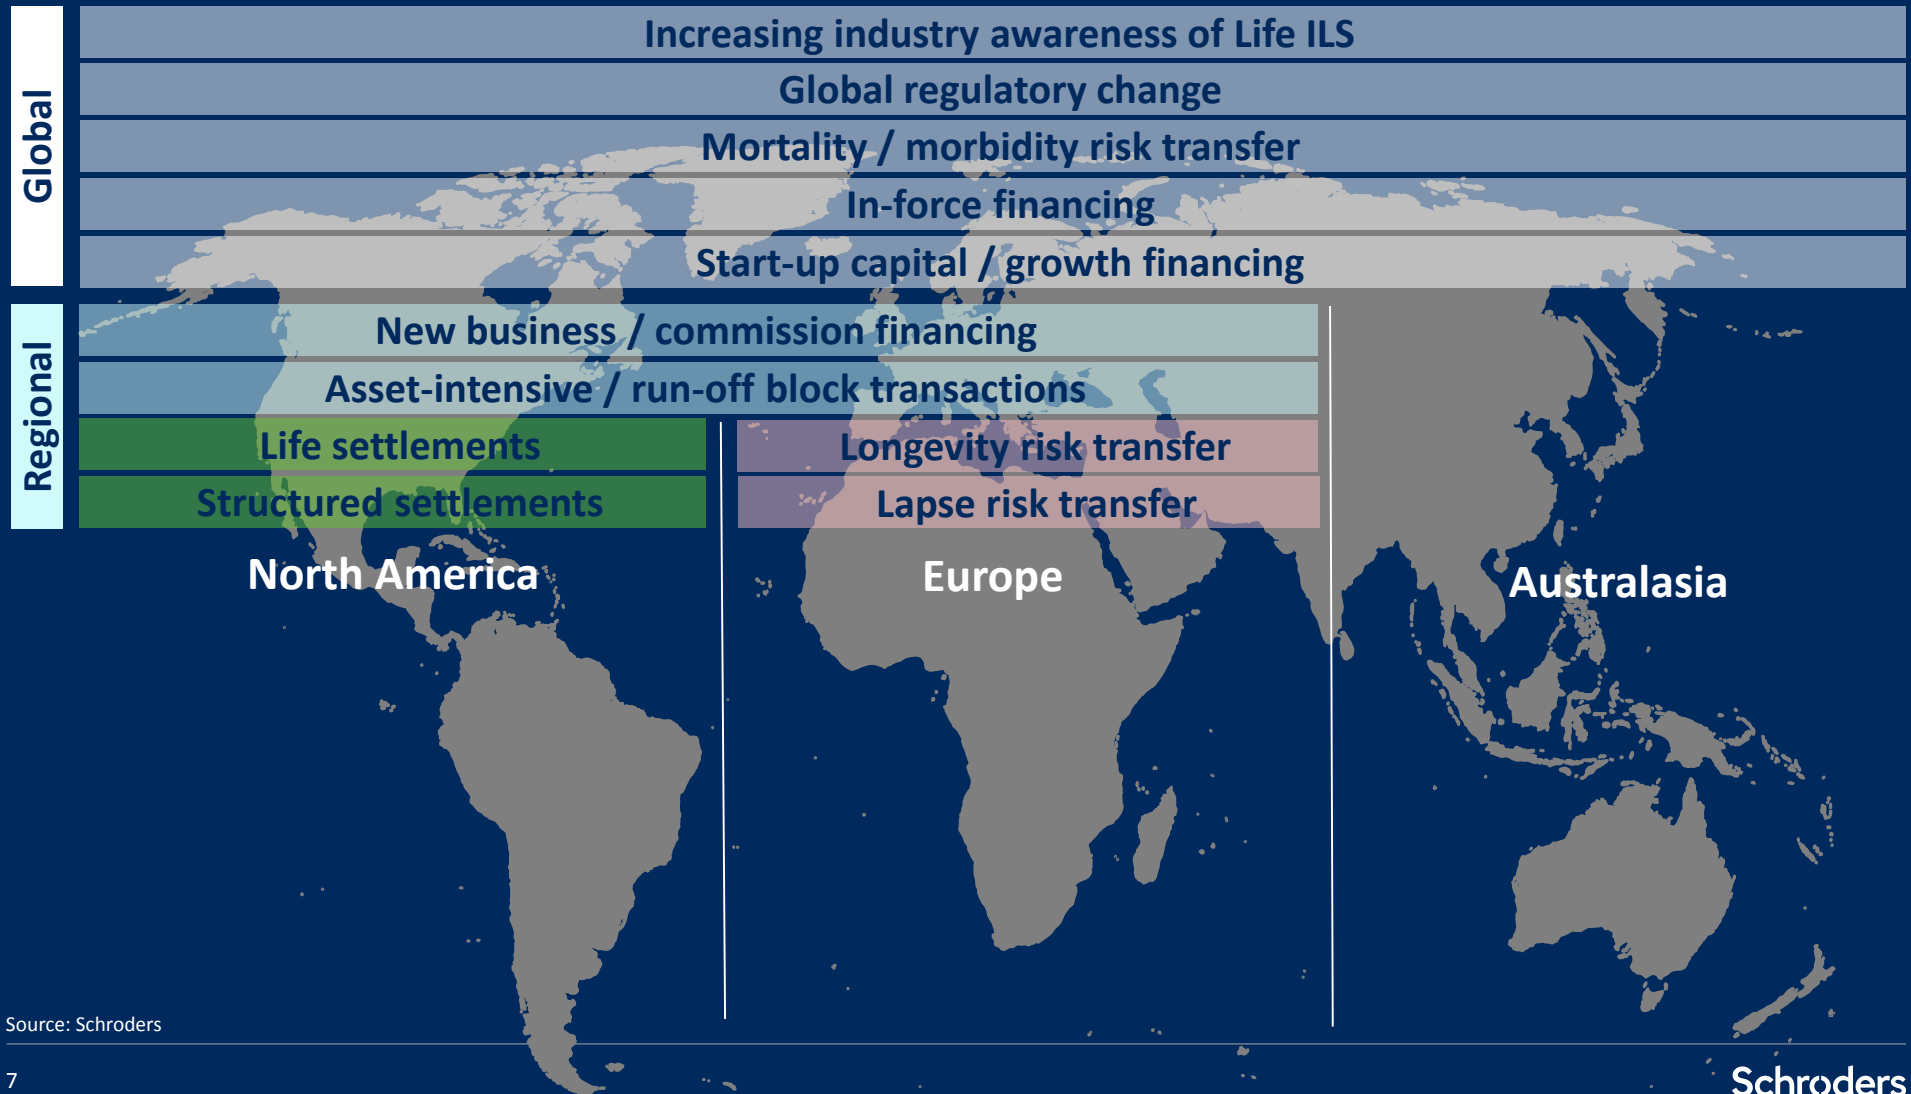 Global
Increasing industry awareness of Life ILS
Global regulatory change
Mortality / morbidity risk transfer
In-force financing
Start-up capital / growth financing
Regional
New business / commission financing
Asset-intensive / run-off block transactions
Life settlements
Longevity risk transfer
Structured settlements
Lapse risk transfer
North America
Europe
Australasia
Source: Schroders
7
Schroders